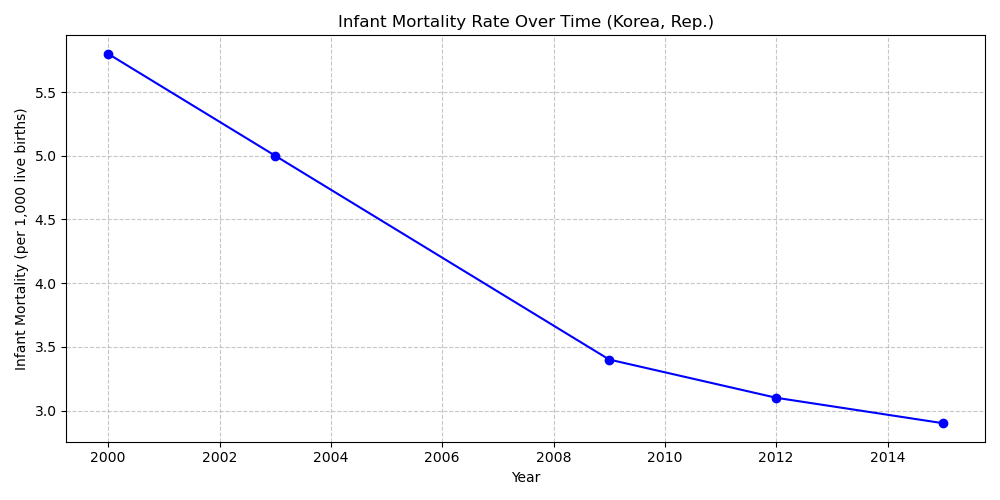 Infant Mortality Rate Over Time (Korea, Rep.)
Infant Mortality (per 1,000 live births)
5.5
5.0
4.5
4.0
3.5
3.0
2000 2002 2004 2006 2008 2010 2012 2014
Year